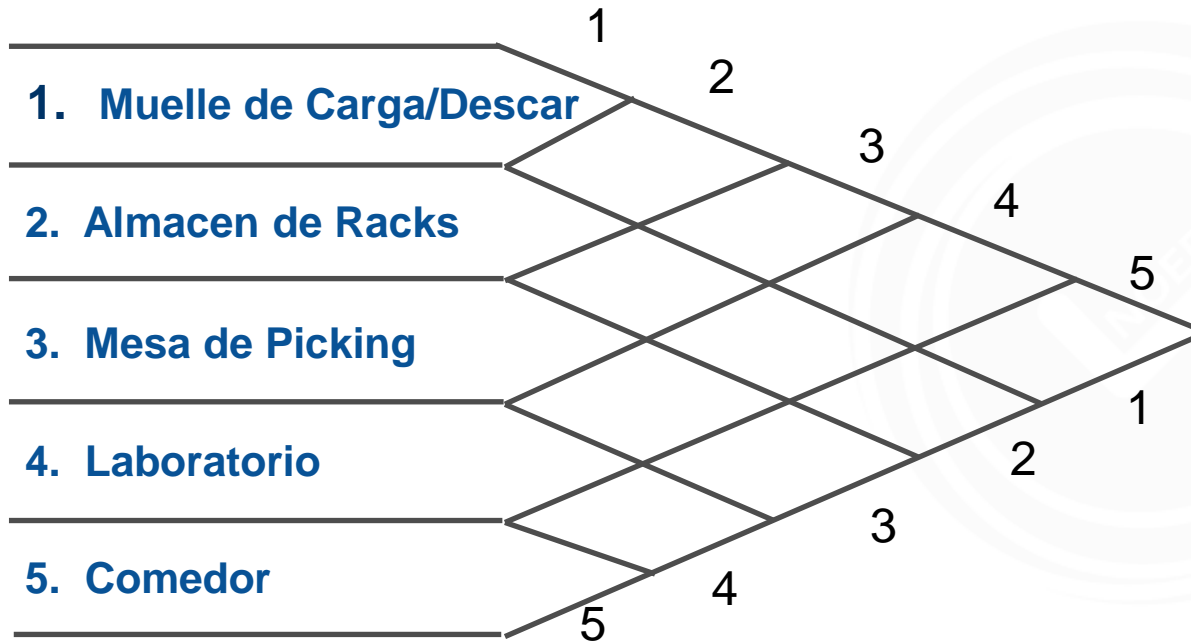 1
2
1. Muelle de Carga/Descar
3
4
2. Almacen de Racks
5
3. Mesa de Picking
1
2
4. Laboratorio
3
4
5. Comedor
5